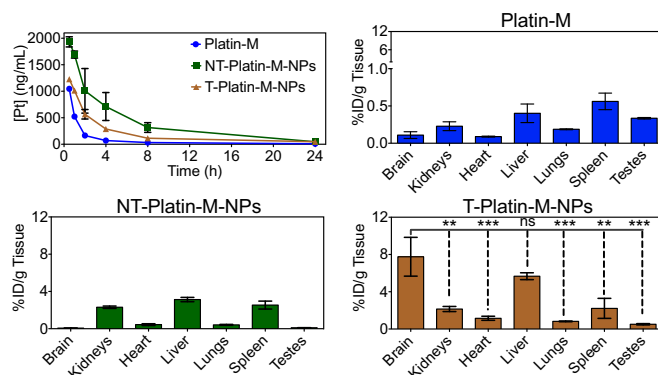 Platin-M
12
6
1.0
0.5
0.0
%ID/g Tissue
Brain
Kidneys
Heart
Liver
Lungs
Spleen
Testes
2000
1500
1000
500
0
[Pt] (ng/mL)
Platin-M
NT-Platin-M-NPs
T-Platin-M-NPs
0 4 8 12 16 20 24
Time (h)
NT-Platin-M-NPs
12
8
4
0
%ID/g Tissue
Brain
Kidneys
Heart
Liver
Lungs
Spleen
Testes
T-Platin-M-NPs
12
8
4
0
%ID/g Tissue
** *** ns *** ** ***
Brain
Kidneys
Heart
Liver
Lungs
Spleen
Testes